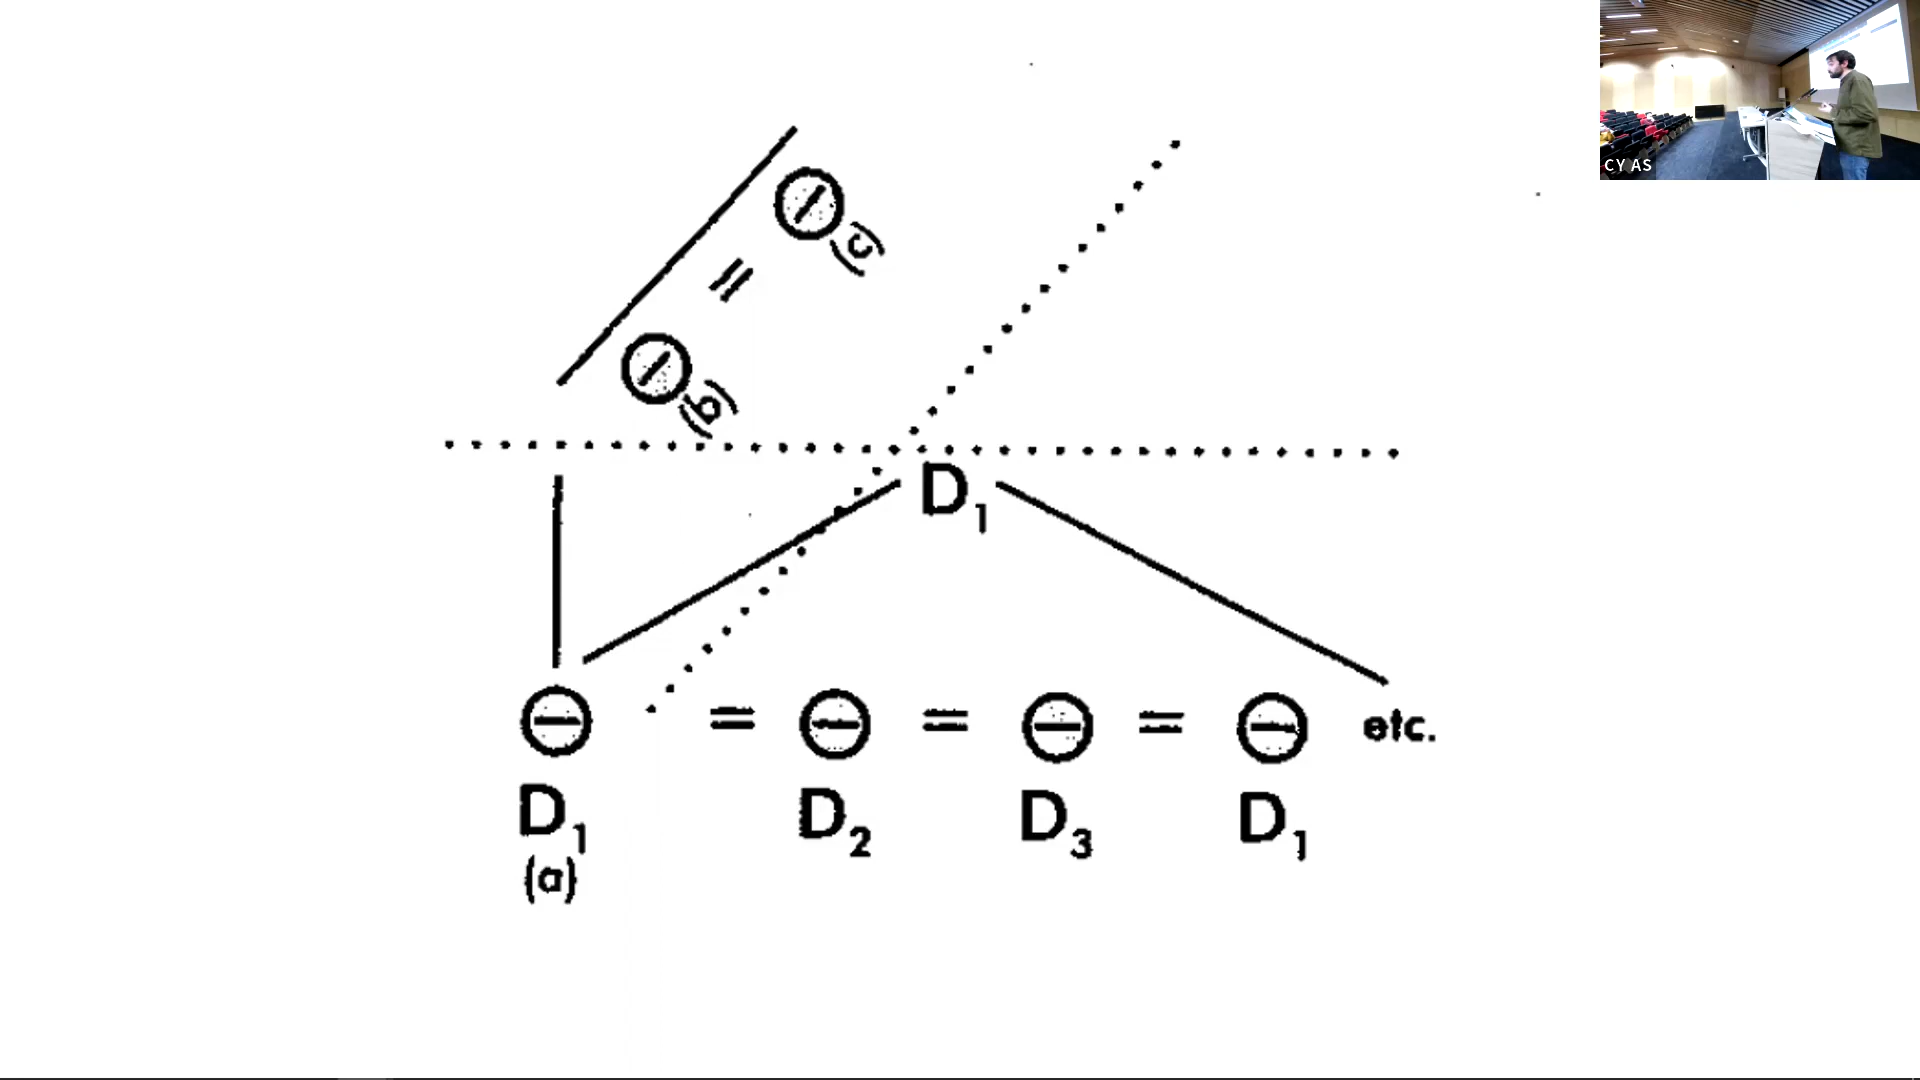 CY AS
(c)
=
(b)
D₁
= = = etc.
D₁ D₂ D₃ D₁
(a)